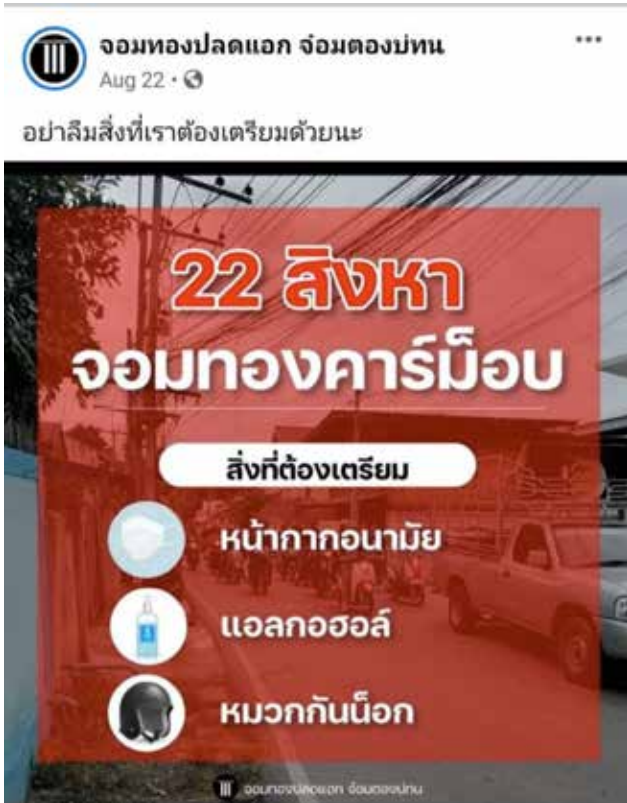 จอมทองปลดแอก จ๋อมตองบ่ทน
Aug 22
อย่าลืมสิ่งที่เราต้องเตรียมด้วยนะ
22 สิงหา
จอมทองคาร์ม็อบ
สิ่งที่ต้องเตรียม
หน้ากากอนามัย
แอลกอฮอล์
หมวกกันน็อก
จอมทองปลดแอก จ๋อมตองบ่ทน